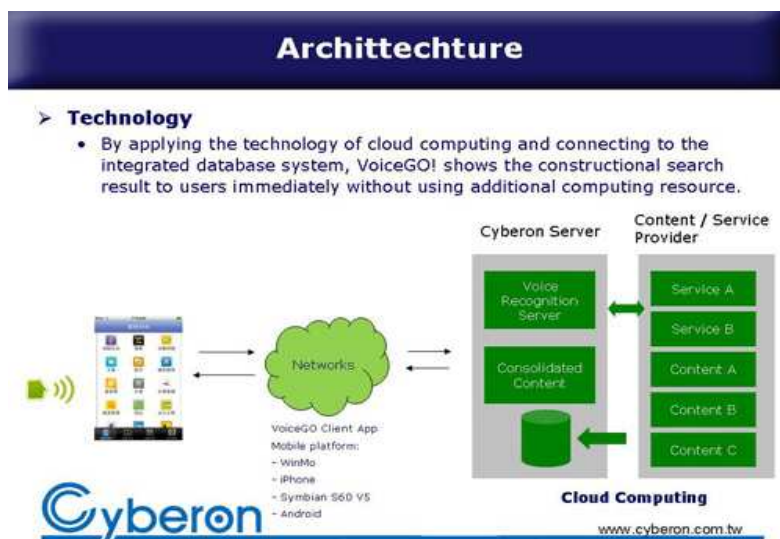 Archittechture
➢ Technology
• By applying the technology of cloud computing and connecting to the
integrated database system, VoiceGO! shows the constructional search
result to users immediately without using additional computing resource.
Cyberon Server
Content / Service
Provider
Voice
Recognition
Server
Consolidated
Content
Service A
Service B
Content A
Content B
Content C
Networks
VoiceGO Client App
Mobile platform:
- WinMo
- iPhone
- Symbian S60 V5
- Android
Cloud Computing
Cyberon
www.cyberon.com.tw